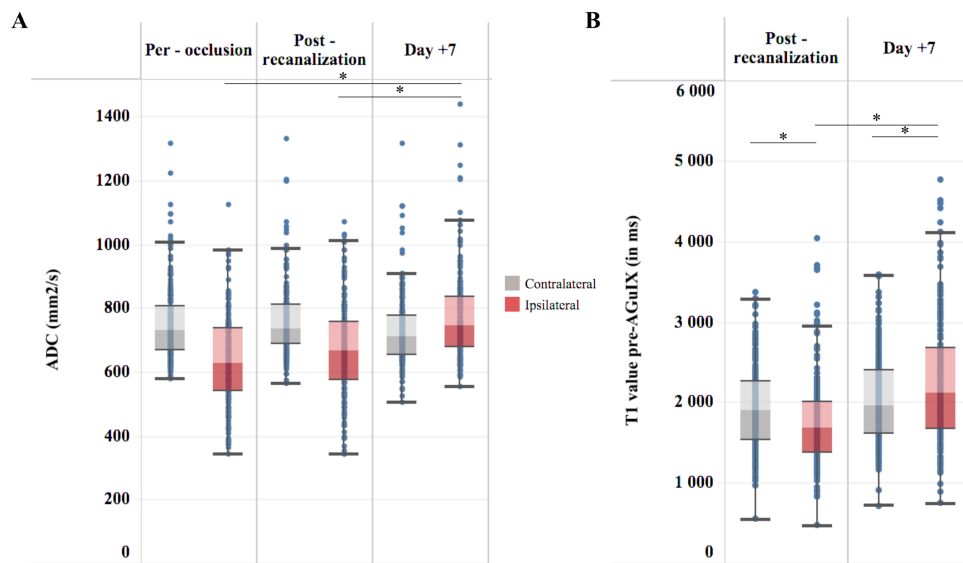 A
Per - occlusion
Post -
recanalization
Day +7
*
*
1400
1200
1000
800
600
400
200
0
ADC (mm2/s)
Contralateral
Ipsilateral
B
Post -
recanalization
Day +7
6 000
*
*
*
5 000
4 000
3 000
2 000
1 000
0
T1 value pre-AGuIX (in ms)